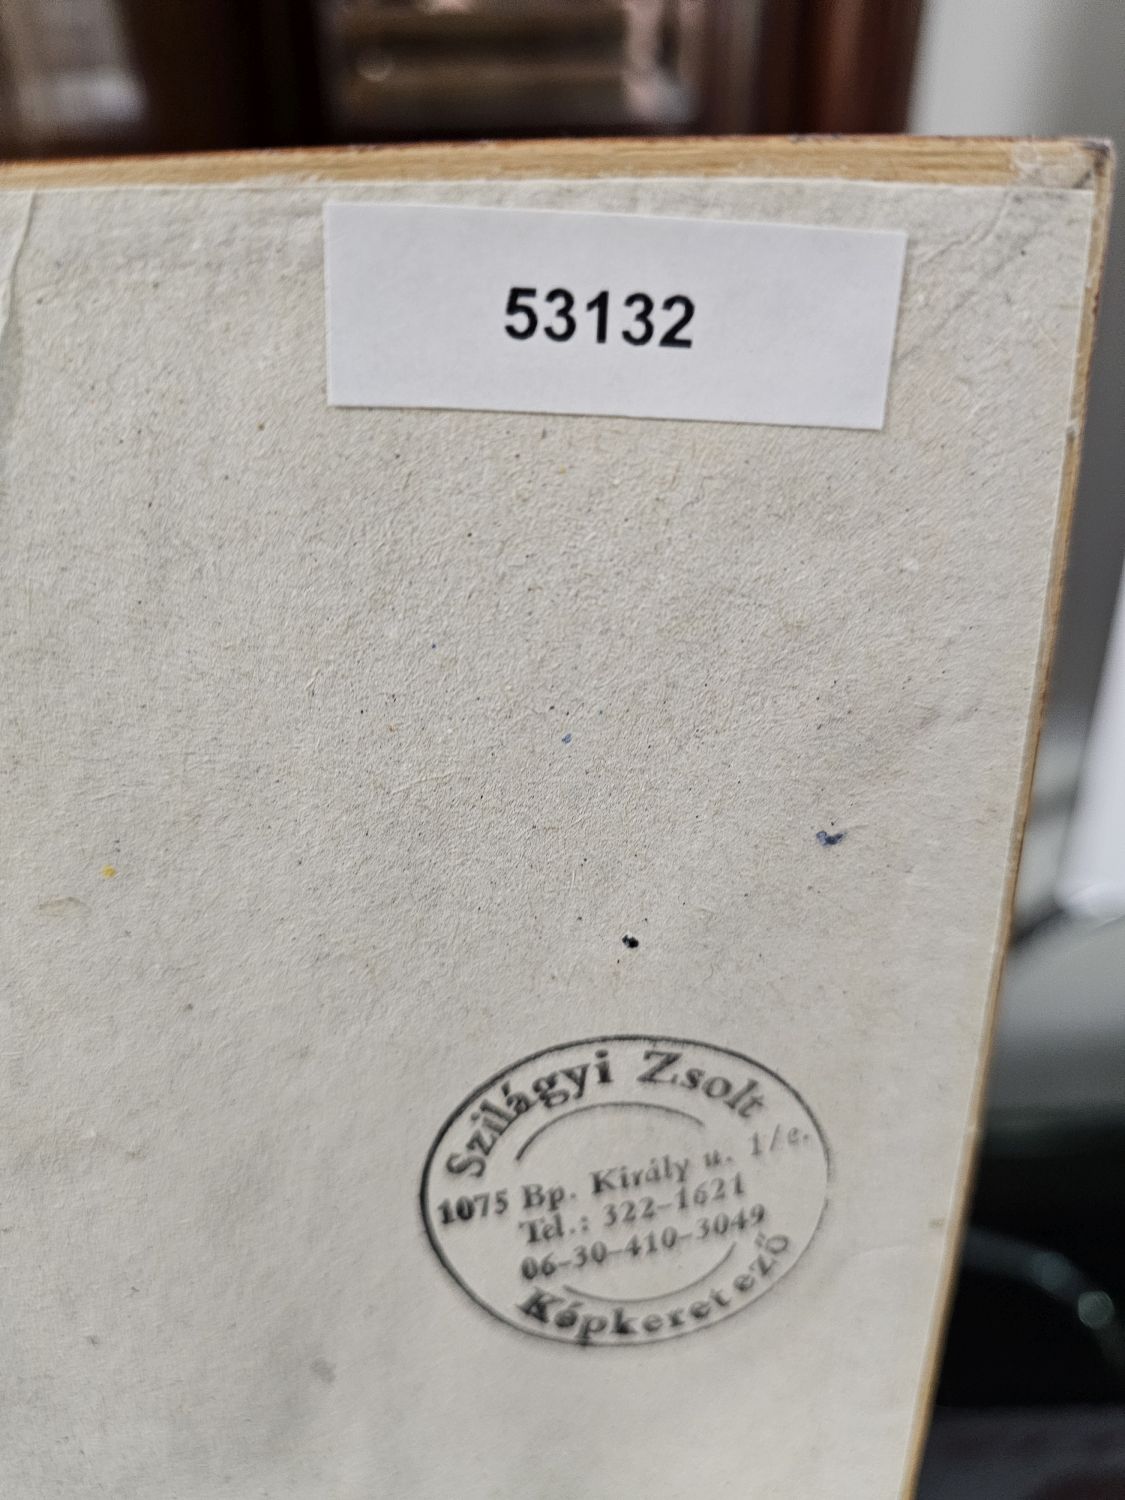 53132
Szilágyi Zsolt
1075 Bp. Király u. 1/e.
Tel.: 322-1621
06-30-410-3049
Képkeretező